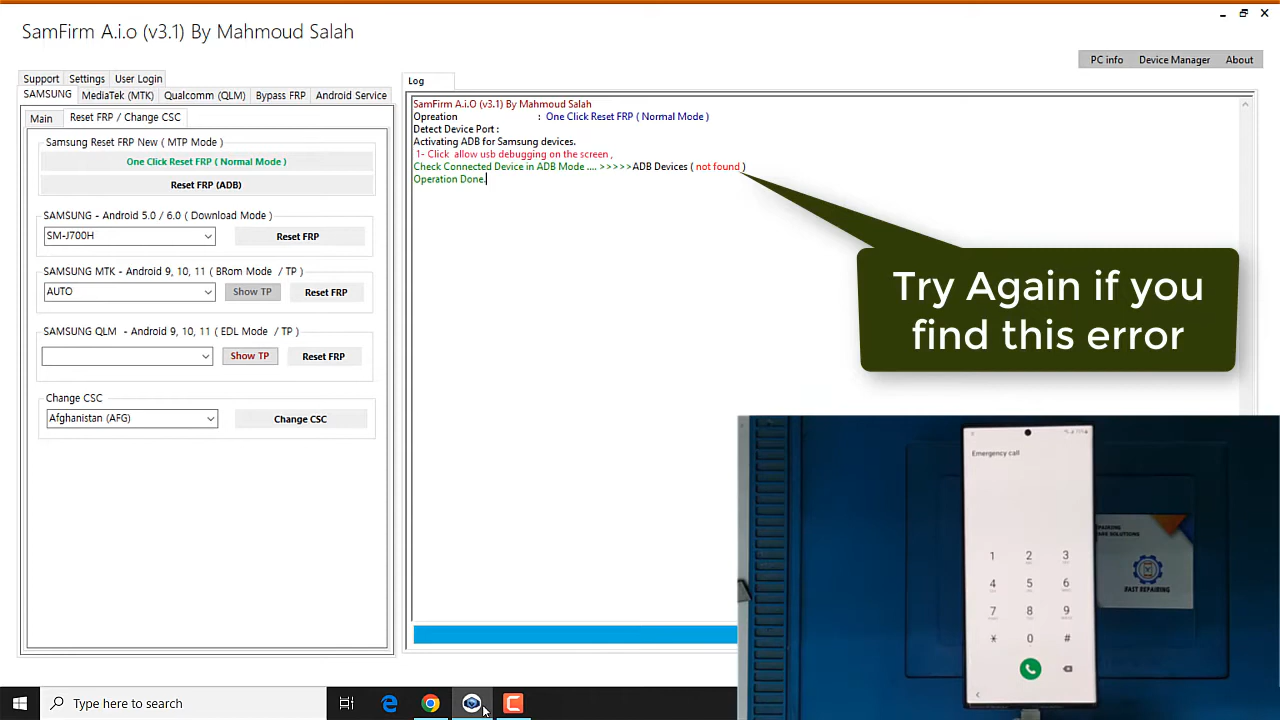 SamFirm A.i.o (v3.1) By Mahmoud Salah
PC info Device Manager About
Support Settings User Login
SAMSUNG MediaTek (MTK) Qualcomm (QLM) Bypass FRP Android Service
Main Reset FRP / Change CSC
Samsung Reset FRP New ( MTP Mode )
One Click Reset FRP ( Normal Mode )
Reset FRP (ADB)
SAMSUNG - Android 5.0 / 6.0 ( Download Mode )
SM-J700H Reset FRP
SAMSUNG MTK - Android 9, 10, 11 ( BRom Mode / TP )
AUTO Show TP Reset FRP
SAMSUNG QLM - Android 9, 10, 11 ( EDL Mode / TP )
Show TP Reset FRP
Change CSC
Afghanistan (AFG) Change CSC
Log
SamFirm A.i.O (v3.1) By Mahmoud Salah
Opration : One Click Reset FRP ( Normal Mode )
Detect Device Port :
Activating ADB for Samsung devices.
1- Click allow usb debugging on the screen ,
Check Connected Device in ADB Mode .... >>>>>ADB Devices ( not found )
Operation Done.
Try Again if you
find this error
Emergency call
1 2 3
4 5 6
7 8 9
* 0 #
FAST REPAIRING
Type here to search